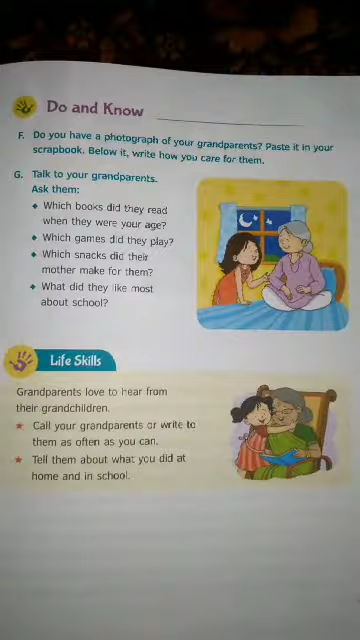 Do and Know
F. Do you have a photograph of your grandparents? Paste it in your
scrapbook. Below it, write how you care for them.
G. Talk to your grandparents.
Ask them:
◆ Which books did they read
when they were your age?
◆ Which games did they play?
◆ Which snacks did their
mother make for them?
◆ What did they like most
about school?
Life Skills
Grandparents love to hear from
their grandchildren.
★ Call your grandparents or write to
them as often as you can.
★ Tell them about what you did at
home and in school.